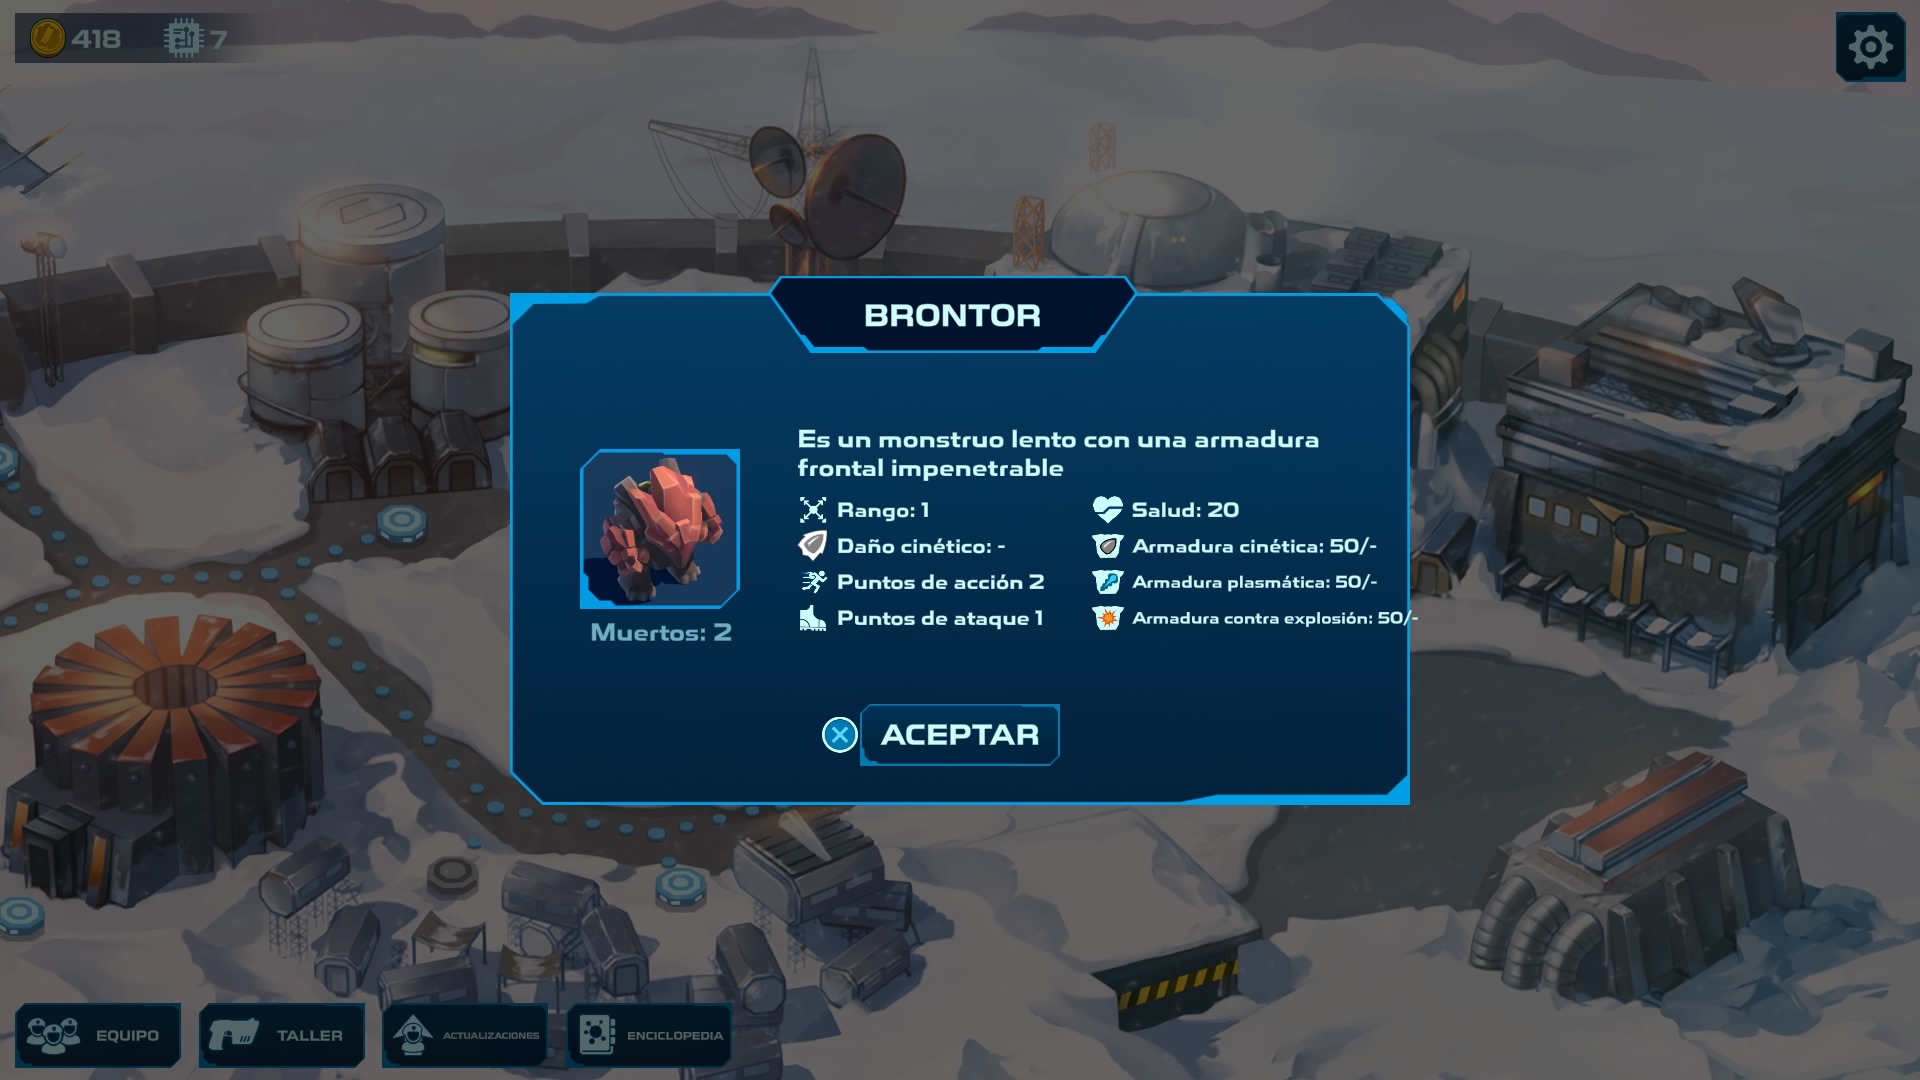 418
7
BRONTOR
Es un monstruo lento con una armadura
frontal impenetrable
Rango: 1
Salud: 20
Daño cinético: -
Armadura cinética: 50/-
Puntos de acción 2
Armadura plasmática: 50/-
Puntos de ataque 1
Armadura contra explosión: 50/-
Muertos: 2
ACEPTAR
EQUIPO
TALLER
ACTUALIZACIONES
ENCICLOPEDIA